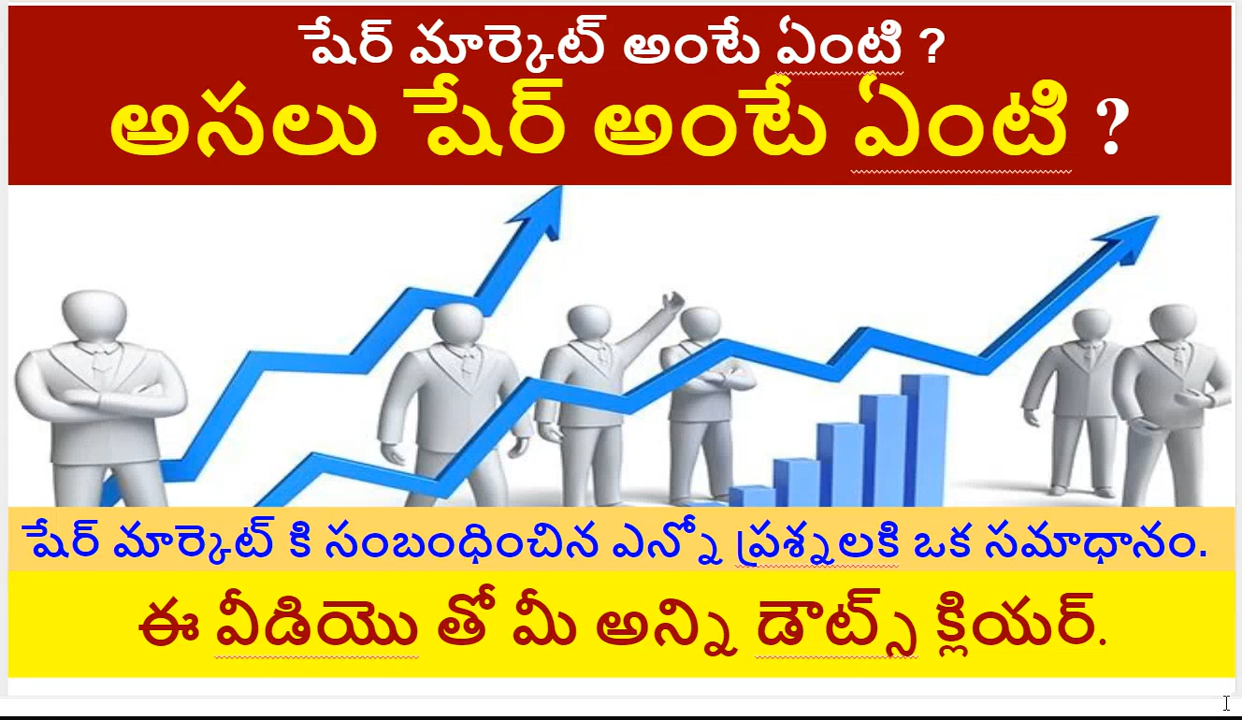 షేర్ మార్కెట్ అంటే ఏంటి ?
అసలు షేర్ అంటే ఏంటి ?
షేర్ మార్కెట్ కి సంబంధించిన ఎన్నో ప్రశ్నలకి ఒక సమాధానం.
ఈ వీడియొ తో మీ అన్ని డౌట్స్ క్లియర్.